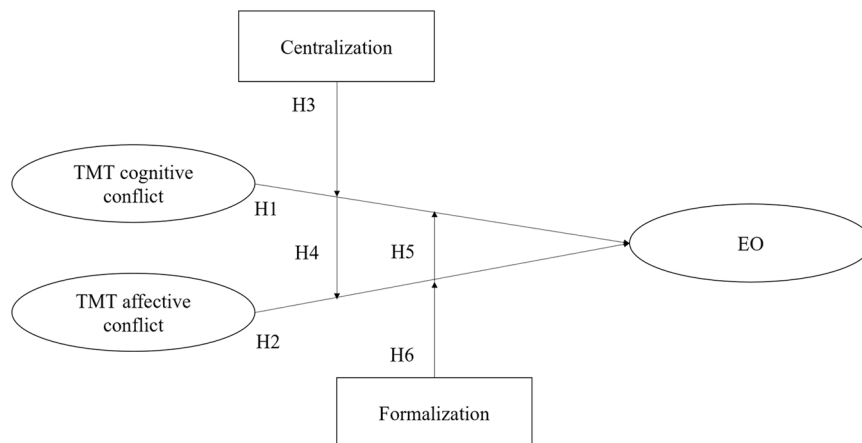 Centralization
H3
TMT cognitive
conflict
H1
EO
H4
H5
TMT affective
conflict
H2
H6
Formalization